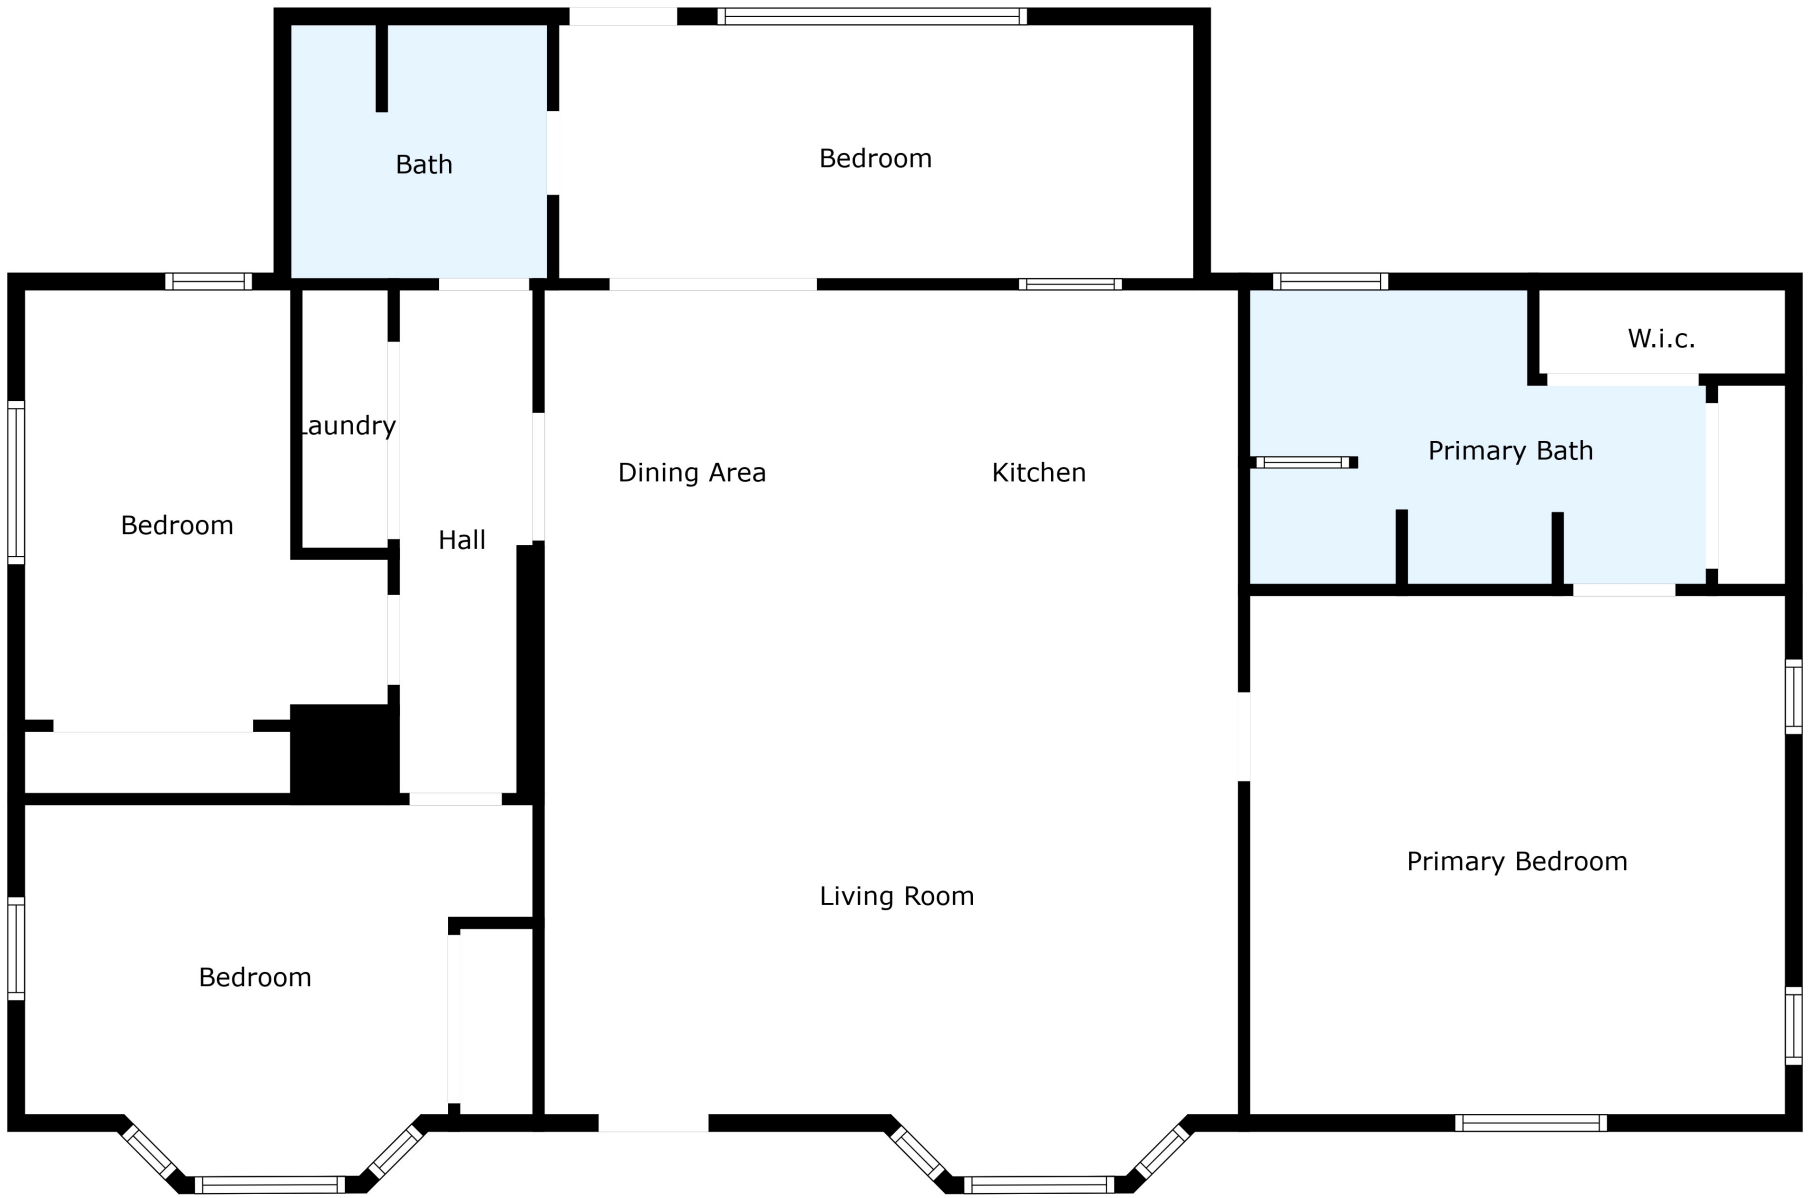 Bath
Bedroom
W.i.c.
Laundry
Primary Bath
Dining Area
Kitchen
Bedroom
Hall
Primary Bedroom
Living Room
Bedroom